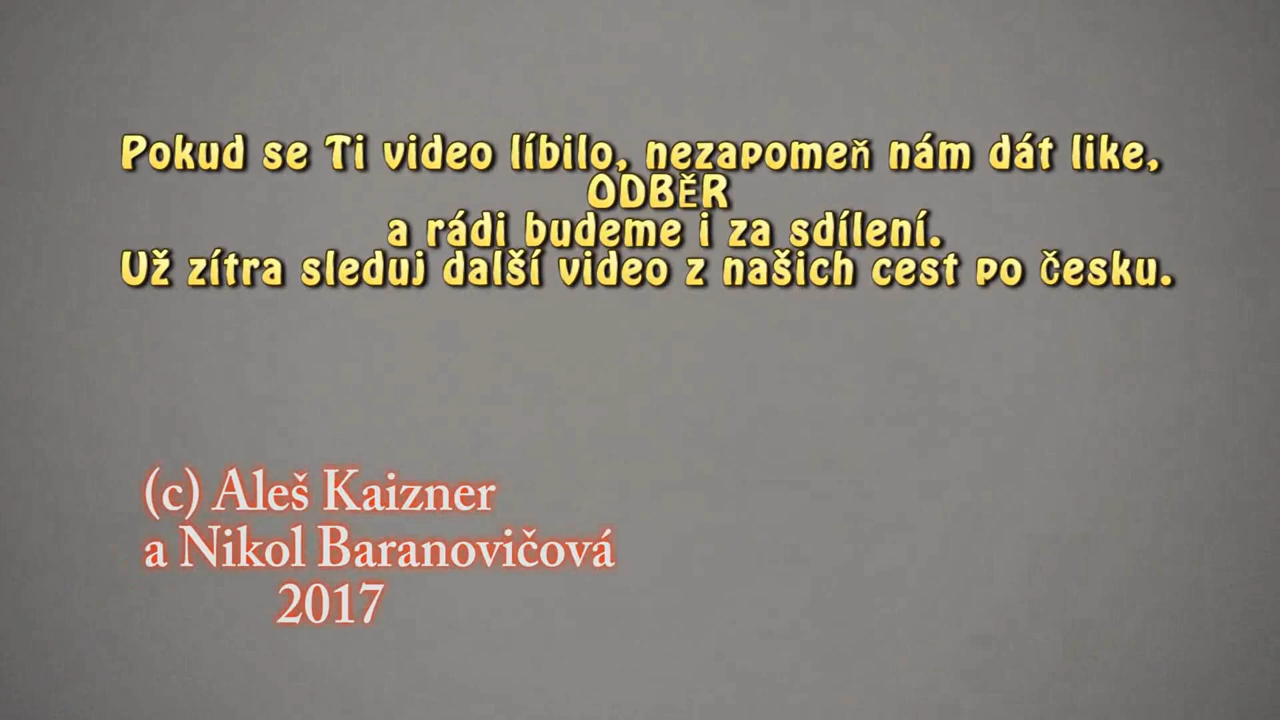 Pokud se Ti video líbilo, nezapomeň nám dát like,
ODBĚR
a rádi budeme i za sdílení.
Už zítra sleduj další video z našich cest po česku.
(c) Aleš Kaizner
a Nikol Baranovičová
2017